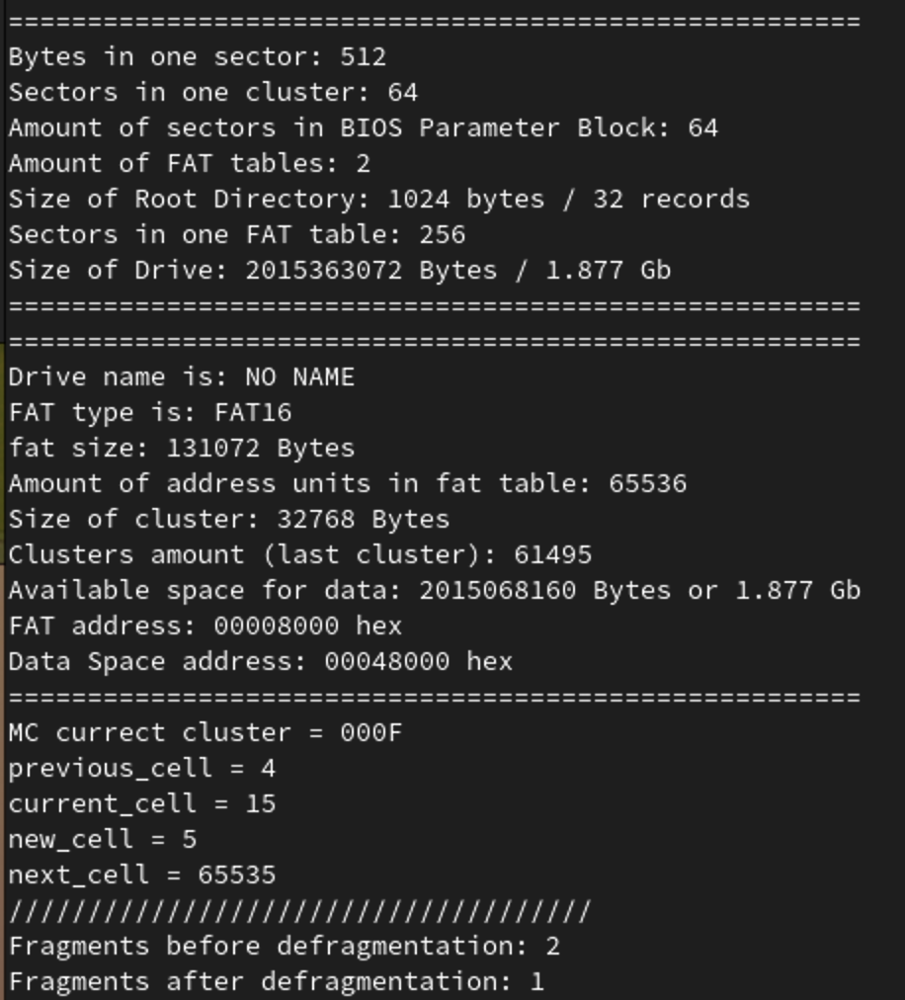 ======================================================
Bytes in one sector: 512
Sectors in one cluster: 64
Amount of sectors in BIOS Parameter Block: 64
Amount of FAT tables: 2
Size of Root Directory: 1024 bytes / 32 records
Sectors in one FAT table: 256
Size of Drive: 2015363072 Bytes / 1.877 Gb
======================================================
======================================================
Drive name is: NO NAME
FAT type is: FAT16
fat size: 131072 Bytes
Amount of address units in fat table: 65536
Size of cluster: 32768 Bytes
Clusters amount (last cluster): 61495
Available space for data: 2015068160 Bytes or 1.877 Gb
FAT address: 00008000 hex
Data Space address: 00048000 hex
======================================================
MC currect cluster = 000F
previous_cell = 4
current_cell = 15
new_cell = 5
next_cell = 65535
/////////////////////////////////////
Fragments before defragmentation: 2
Fragments after defragmentation: 1